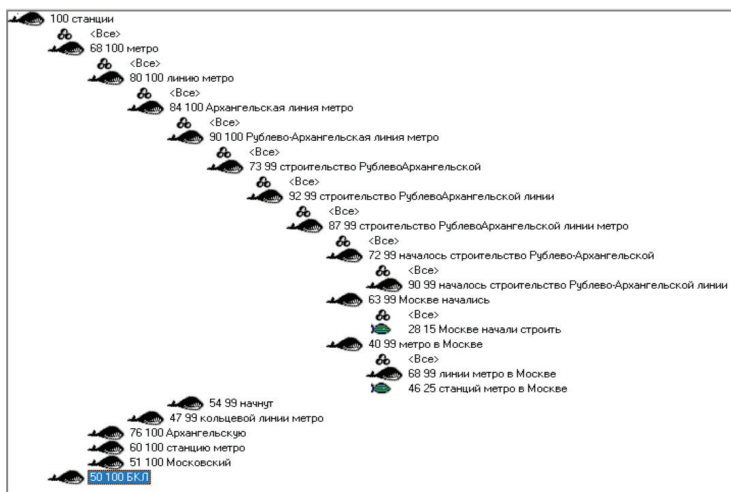 100 станции
<Все>
68 100 метро
<Все>
80 100 линию метро
<Все>
84 100 Архангельская линия метро
<Все>
90 100 Рублево-Архангельская линия метро
<Все>
73 99 строительство РублевоАрхангельской
<Все>
92 99 строительство РублевоАрхангельской линии
<Все>
87 99 строительство РублевоАрхангельской линии метро
<Все>
72 99 началось строительство Рублево-Архангельской
<Все>
90 99 началось строительство Рублево-Архангельской линии
63 99 Москве начались
<Все>
28 15 Москве начали строить
40 99 метро в Москве
<Все>
68 99 линии метро в Москве
46 25 станций метро в Москве
54 99 начнут
47 99 кольцевой линии метро
76 100 Архангельскую
60 100 станцию метро
51 100 Московский
50 100 БКЛ